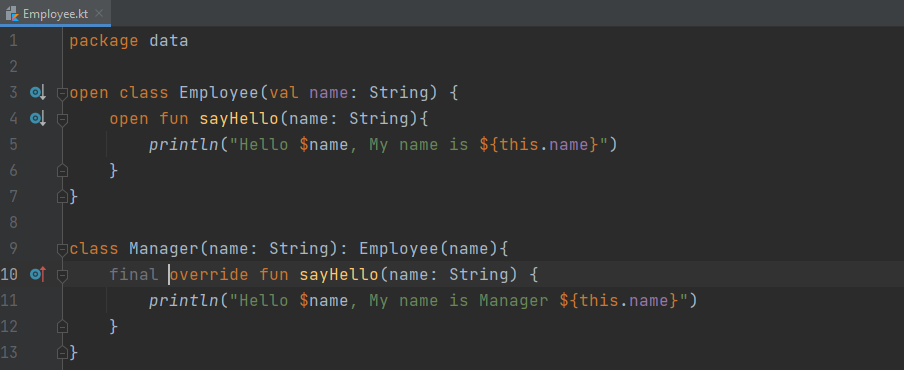 Employee.kt
1 package data
2
3 open class Employee(val name: String) {
4     open fun sayHello(name: String){
5         println("Hello $name, My name is ${this.name}")
6     }
7 }
8
9 class Manager(name: String): Employee(name){
10     final override fun sayHello(name: String) {
11         println("Hello $name, My name is Manager ${this.name}")
12     }
13 }